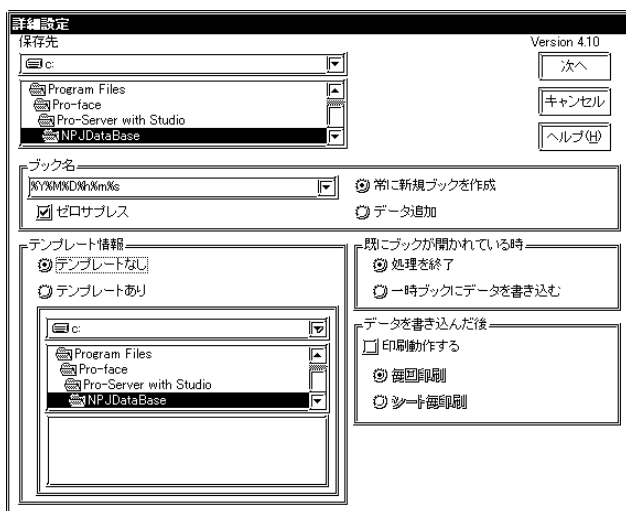 詳細設定
保存先
Version 4.10
c:
次へ
Program Files
Pro-face
キャンセル
Pro-Server with Studio
NPJDataBase
ヘルプ(H)
ブック名
%Y%M%D%h%m%s
常に新規ブックを作成
ゼロサプレス
データ追加
テンプレート情報
テンプレートなし
テンプレートあり
c:
Program Files
Pro-face
Pro-Server with Studio
NPJDataBase
既にブックが開かれている時
処理を終了
一時ブックにデータを書き込む
データを書き込んだ後
印刷動作する
毎回印刷
シート毎印刷